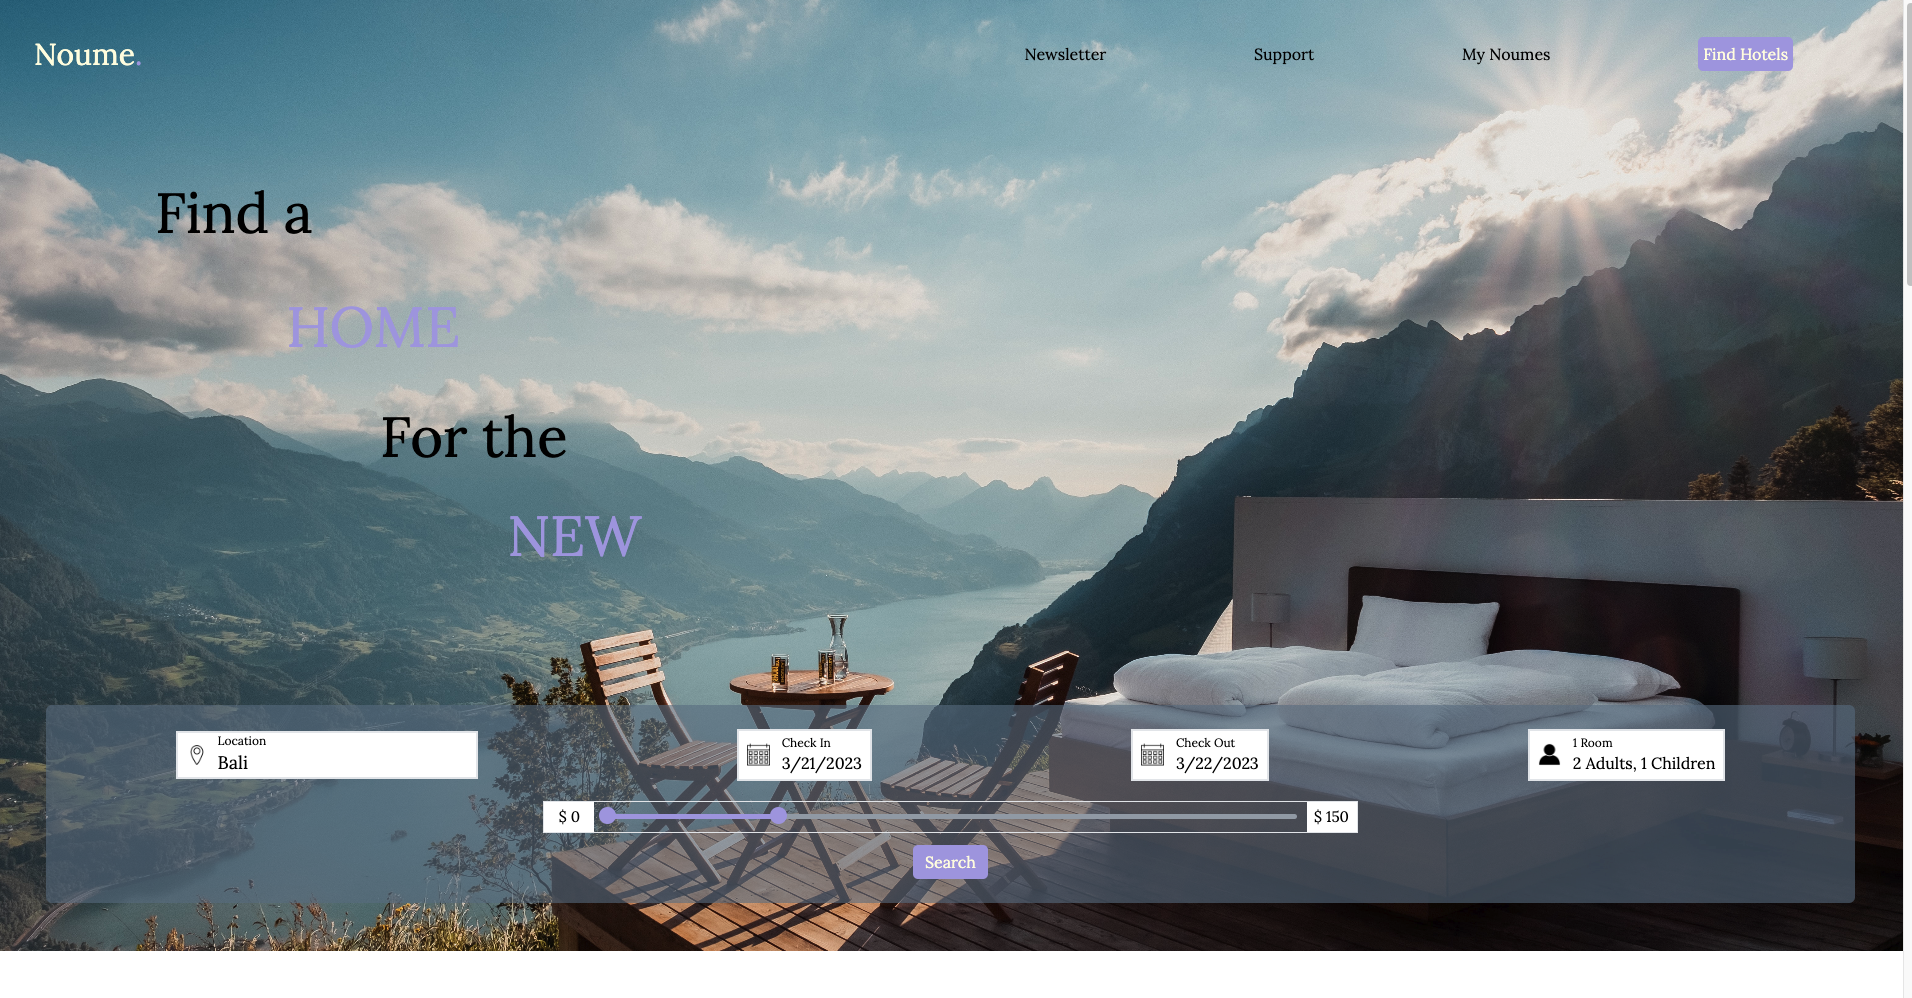 Noume.
Newsletter
Support
My Noumes
Find Hotels
Find a
HOME
For the
NEW
Location
Bali
Check In
3/21/2023
Check Out
3/22/2023
1 Room
2 Adults, 1 Children
$ 0
$ 150
Search